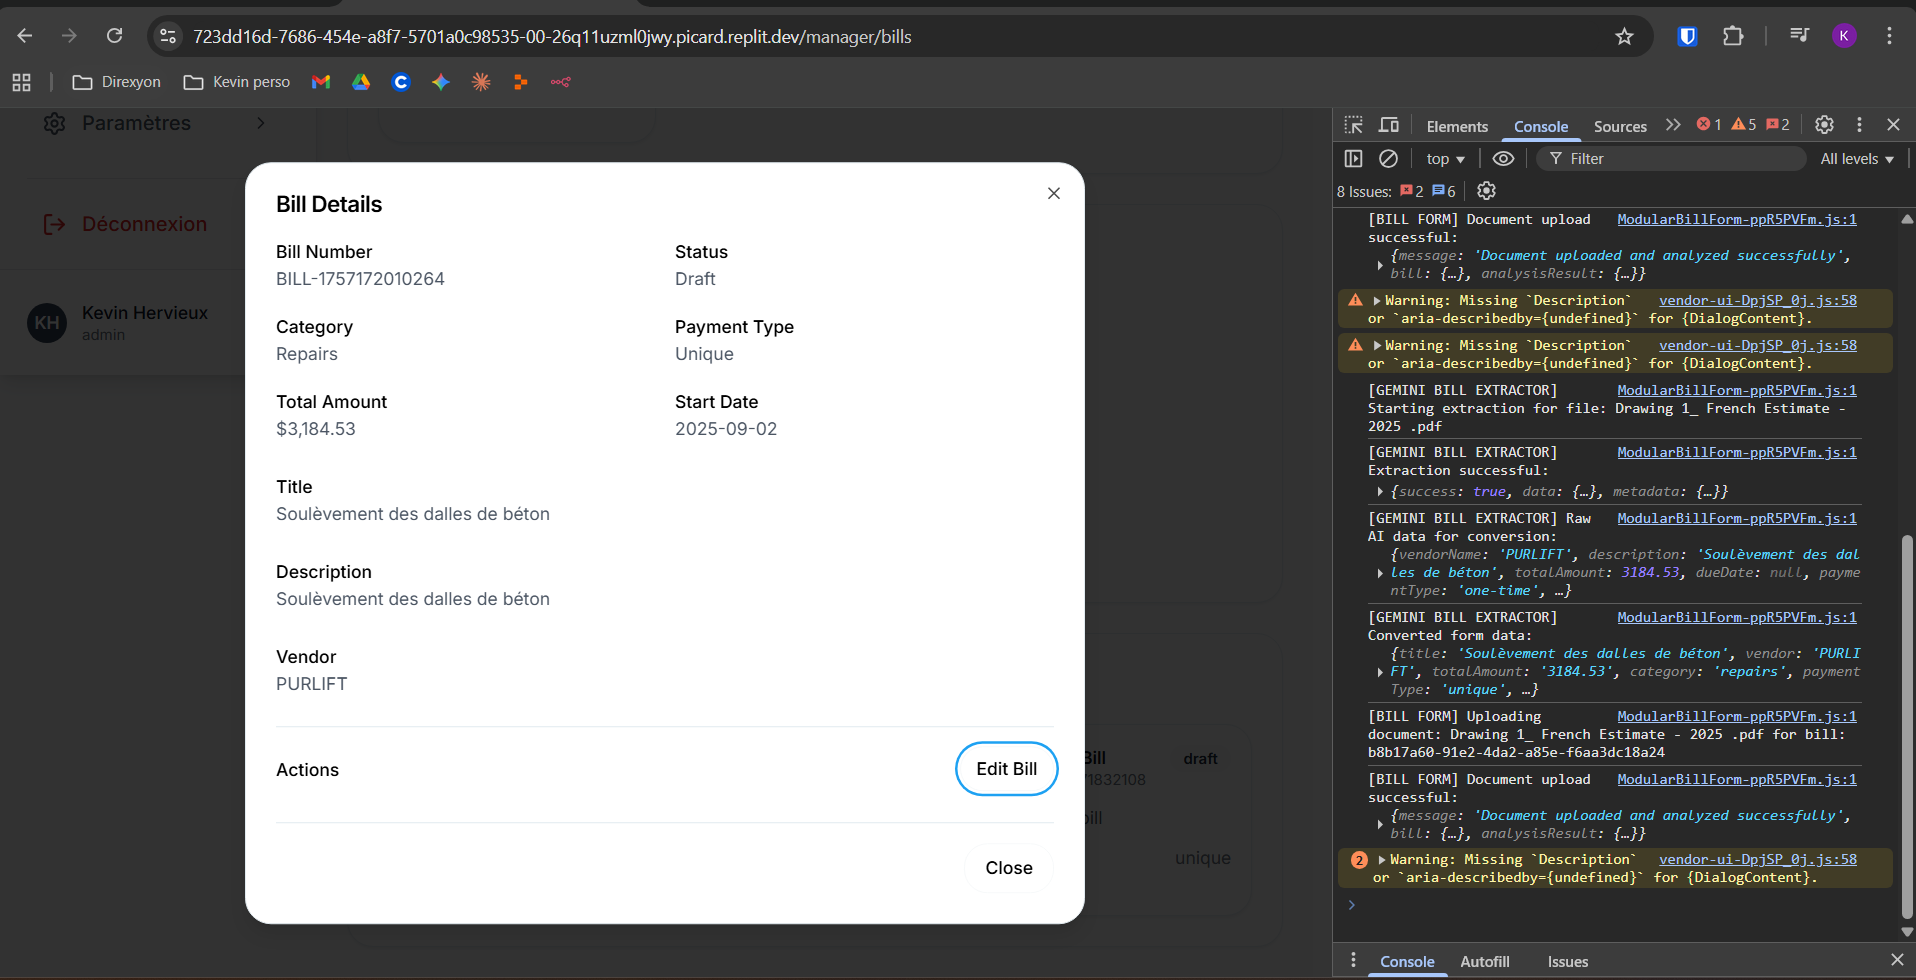 723dd16d-7686-454e-a8f7-5701a0c98535-00-26q11uzml0jwy.picard.replit.dev/manager/bills
K
Direxyon
Kevin perso
Paramètres
Déconnexion
KH
Kevin Hervieux
admin
Bill Details
Bill Number
BILL-1757172010264
Status
Draft
Category
Repairs
Payment Type
Unique
Total Amount
$3,184.53
Start Date
2025-09-02
Title
Soulèvement des dalles de béton
Description
Soulèvement des dalles de béton
Vendor
PURLIFT
Actions
Edit Bill
Close
Bill
draft
71832108
bill
unique
Elements
Console
Sources
1
5
2
top
Filter
All levels
8 Issues:
2
6
[BILL FORM] Document upload ModularBillForm-ppR5PVFm.js:1
successful:
{message: 'Document uploaded and analyzed successfully',
bill: {…}, analysisResult: {…}}
Warning: Missing `Description` vendor-ui-DpjSP_0j.js:58
or `aria-describedby={undefined}` for {DialogContent}.
Warning: Missing `Description` vendor-ui-DpjSP_0j.js:58
or `aria-describedby={undefined}` for {DialogContent}.
[GEMINI BILL EXTRACTOR] ModularBillForm-ppR5PVFm.js:1
Starting extraction for file: Drawing 1_ French Estimate -
2025 .pdf
[GEMINI BILL EXTRACTOR] ModularBillForm-ppR5PVFm.js:1
Extraction successful:
{success: true, data: {…}, metadata: {…}}
[GEMINI BILL EXTRACTOR] Raw ModularBillForm-ppR5PVFm.js:1
AI data for conversion:
{vendorName: 'PURLIFT', description: 'Soulèvement des dal
les de béton', totalAmount: 3184.53, dueDate: null, payme
ntType: 'one-time', …}
[GEMINI BILL EXTRACTOR] ModularBillForm-ppR5PVFm.js:1
Converted form data:
{title: 'Soulèvement des dalles de béton', vendor: 'PURLI
FT', totalAmount: '3184.53', category: 'repairs', payment
Type: 'unique', …}
[BILL FORM] Uploading ModularBillForm-ppR5PVFm.js:1
document: Drawing 1_ French Estimate - 2025 .pdf for bill:
b8b17a60-91e2-4da2-a85e-f6aa3dc18a24
[BILL FORM] Document upload ModularBillForm-ppR5PVFm.js:1
successful:
{message: 'Document uploaded and analyzed successfully',
bill: {…}, analysisResult: {…}}
2 Warning: Missing `Description` vendor-ui-DpjSP_0j.js:58
or `aria-describedby={undefined}` for {DialogContent}.
Console
Autofill
Issues